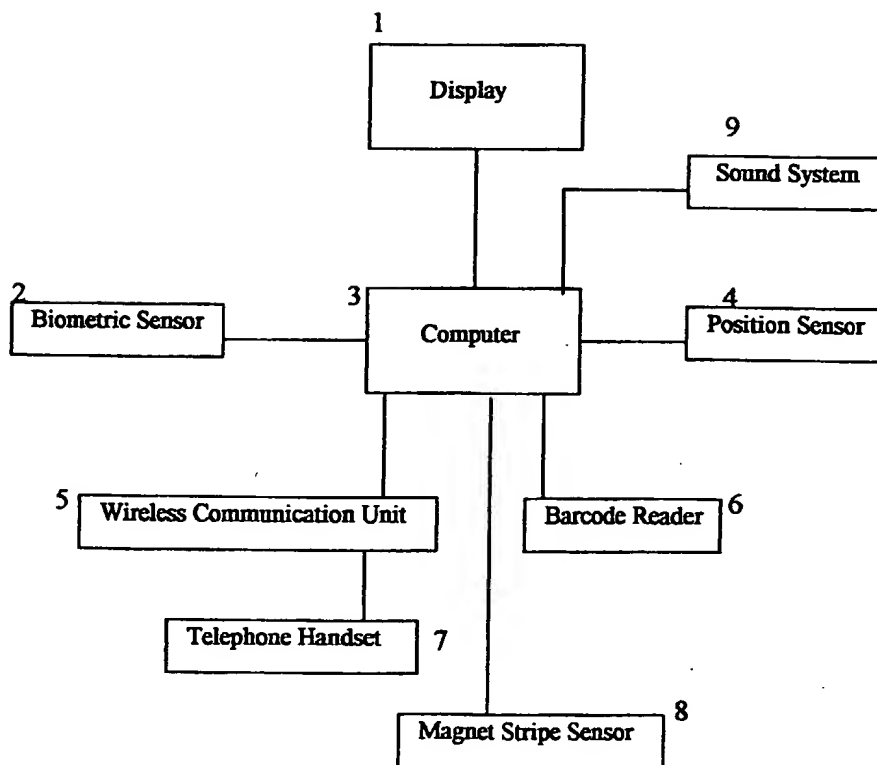 1
Display
9
Sound System
2
Biometric Sensor
3
Computer
4
Position Sensor
5
Wireless Communication Unit
Barcode Reader
6
Telephone Handset
7
8
Magnet Stripe Sensor